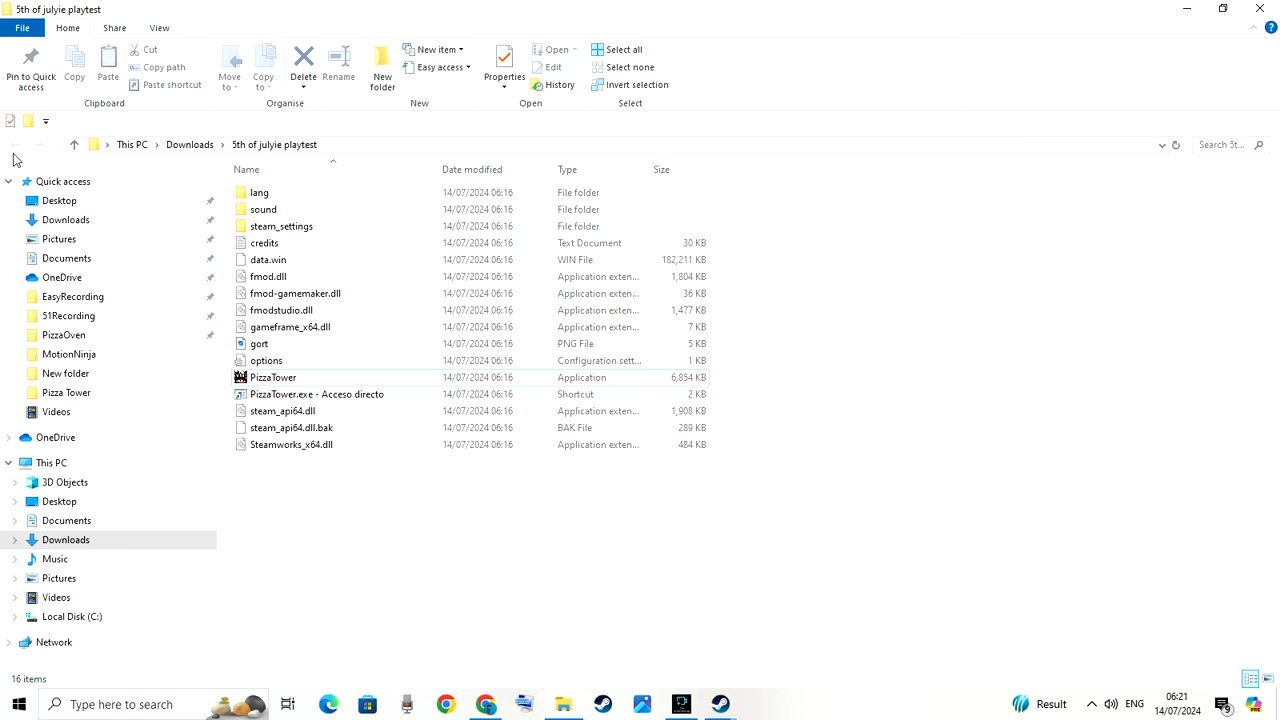 5th of julyie playtest
File Home Share View
Pin to Quick access
Copy
Paste
Cut
Copy path
Paste shortcut
Clipboard
Move to
Copy to
Delete
Rename
Organise
New folder
New item
Easy access
New
Properties
Open
Edit
History
Open
Select all
Select none
Invert selection
Select
This PC > Downloads > 5th of julyie playtest
Search 5t...
Name Date modified Type Size
lang 14/07/2024 06:16 File folder
sound 14/07/2024 06:16 File folder
steam_settings 14/07/2024 06:16 File folder
credits 14/07/2024 06:16 Text Document 30 KB
data.win 14/07/2024 06:16 WIN File 182,211 KB
fmod.dll 14/07/2024 06:16 Application exten... 1,804 KB
fmod-gamemaker.dll 14/07/2024 06:16 Application exten... 36 KB
fmodstudio.dll 14/07/2024 06:16 Application exten... 1,477 KB
gameframe_x64.dll 14/07/2024 06:16 Application exten... 7 KB
gort 14/07/2024 06:16 PNG File 5 KB
options 14/07/2024 06:16 Configuration sett... 1 KB
PizzaTower 14/07/2024 06:16 Application 6,854 KB
PizzaTower.exe - Acceso directo 14/07/2024 06:16 Shortcut 2 KB
steam_api64.dll 14/07/2024 06:16 Application exten... 1,908 KB
steam_api64.dll.bak 14/07/2024 06:16 BAK File 289 KB
Steamworks_x64.dll 14/07/2024 06:16 Application exten... 484 KB
Quick access
Desktop
Downloads
Pictures
Documents
OneDrive
EasyRecording
51Recording
PizzaOven
MotionNinja
New folder
Pizza Tower
Videos
OneDrive
This PC
3D Objects
Desktop
Documents
Downloads
Music
Pictures
Videos
Local Disk (C:)
Network
16 items
Type here to search
Result
ENG
06:21
14/07/2024
9
PRE